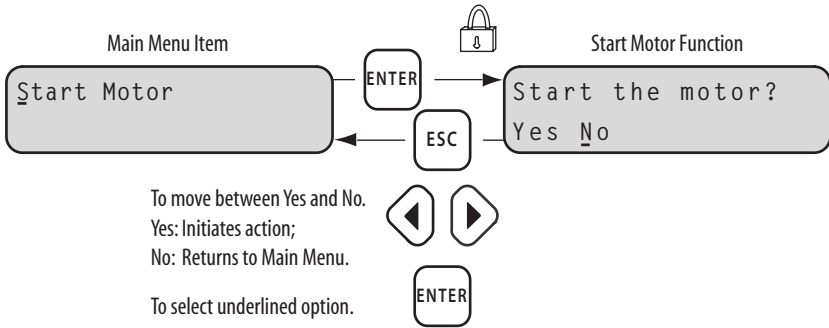 Main Menu Item
Start Motor Function
Start Motor
ENTER
Start the motor?
Yes No
ESC
To move between Yes and No.
Yes: Initiates action;
No: Returns to Main Menu.
To select underlined option.
ENTER